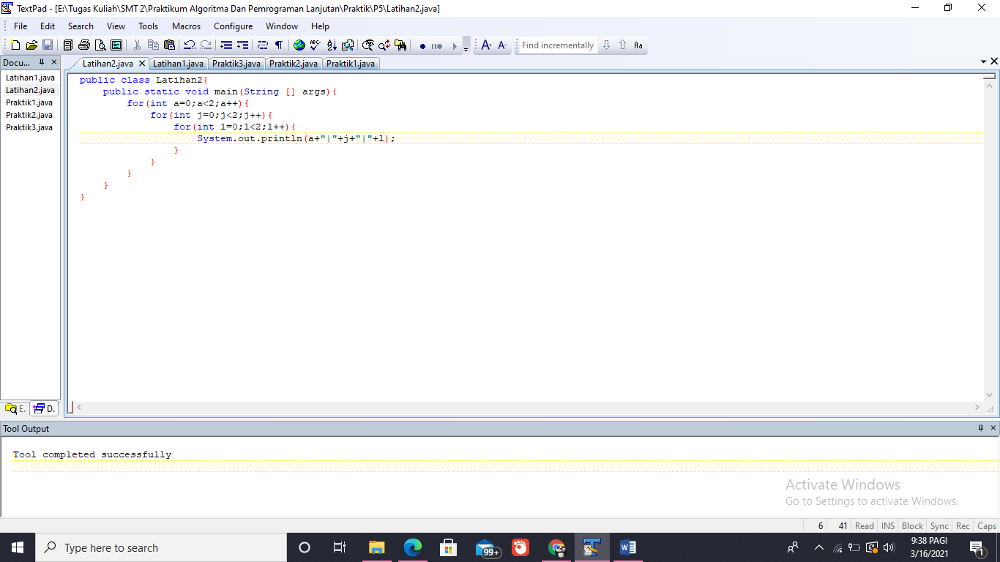 TextPad - [E:\Tugas Kuliah\SMT 2\Praktikum Algoritma Dan Pemrograman Lanjutan\Praktik\P5\Latihan2.java]
File Edit Search View Tools Macros Configure Window Help
Find incrementally
Docu...
Latihan1.java
Latihan2.java
Praktik1.java
Praktik2.java
Praktik3.java
E. D.
Latihan2.java Latihan1.java Praktik3.java Praktik2.java Praktik1.java
public class Latihan2{
    public static void main(String [] args){
        for(int a=0;a<2;a++){
            for(int j=0;j<2;j++){
                for(int l=0;l<2;l++){
                    System.out.println(a+"|"+j+"|"+l);
                }
            }
        }
    }
}
Tool Output
Tool completed successfully
Activate Windows
Go to Settings to activate Windows.
6 41 Read INS Block Sync Rec Caps
Type here to search
99+
9:38 PAGI
3/16/2021
1